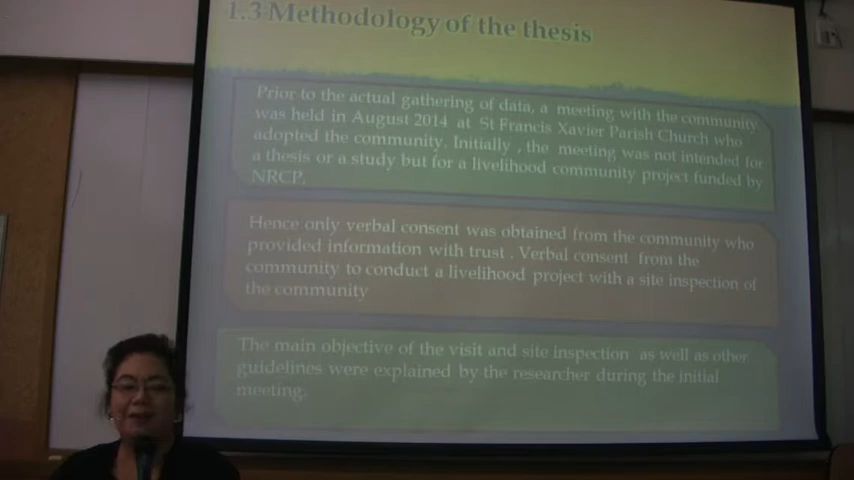 1.3 Methodology of the thesis
Prior to the actual gathering of data, a meeting with the community
was held in August 2014 at St Francis Xavier Parish Church who
adopted the community. Initially , the meeting was not intended for
a thesis or a study but for a livelihood community project funded by
NRCP.
Hence only verbal consent was obtained from the community who
provided information with trust . Verbal consent from the
community to conduct a livelihood project with a site inspection of
the community
The main objective of the visit and site inspection as well as other
guidelines were explained by the researcher during the initial
meeting.